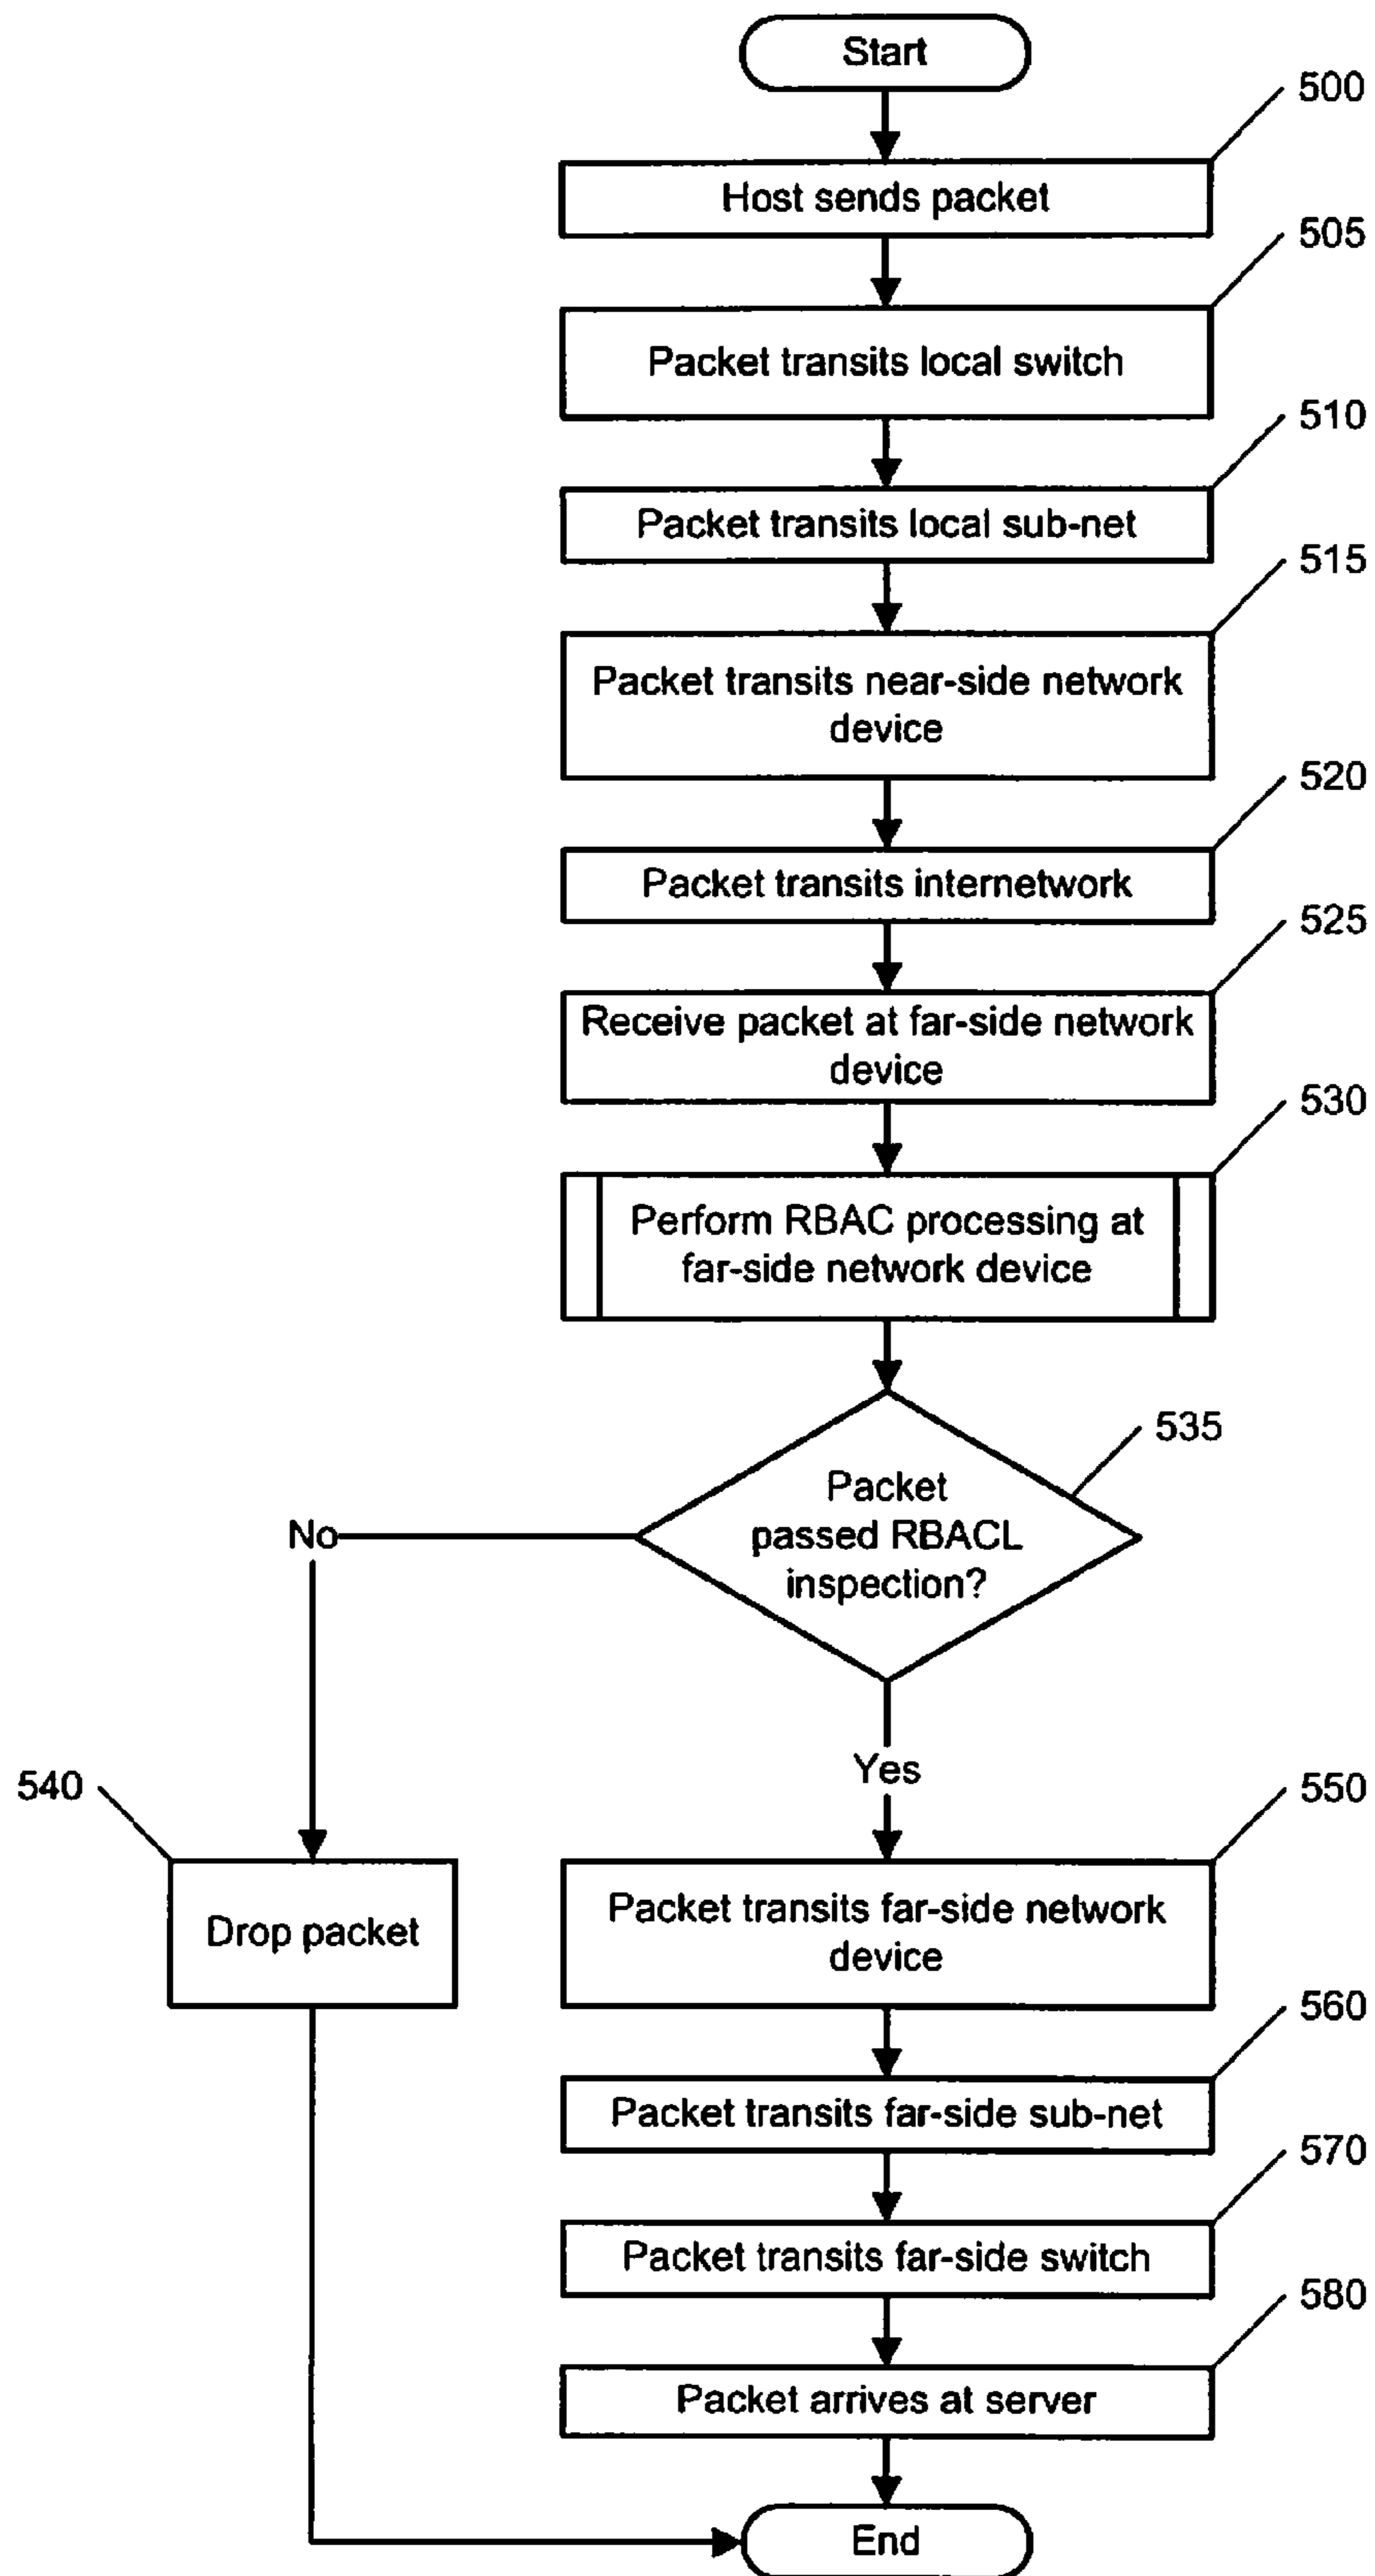 Start
500
Host sends packet
505
Packet transits local switch
510
Packet transits local sub-net
515
Packet transits near-side network
device
520
Packet transits internetwork
525
Receive packet at far-side network
device
530
Perform RBAC processing at
far-side network device
535
Packet
passed RBACL
inspection?
No
Yes
540
Drop packet
550
Packet transits far-side network
device
560
Packet transits far-side sub-net
570
Packet transits far-side switch
580
Packet arrives at server
End